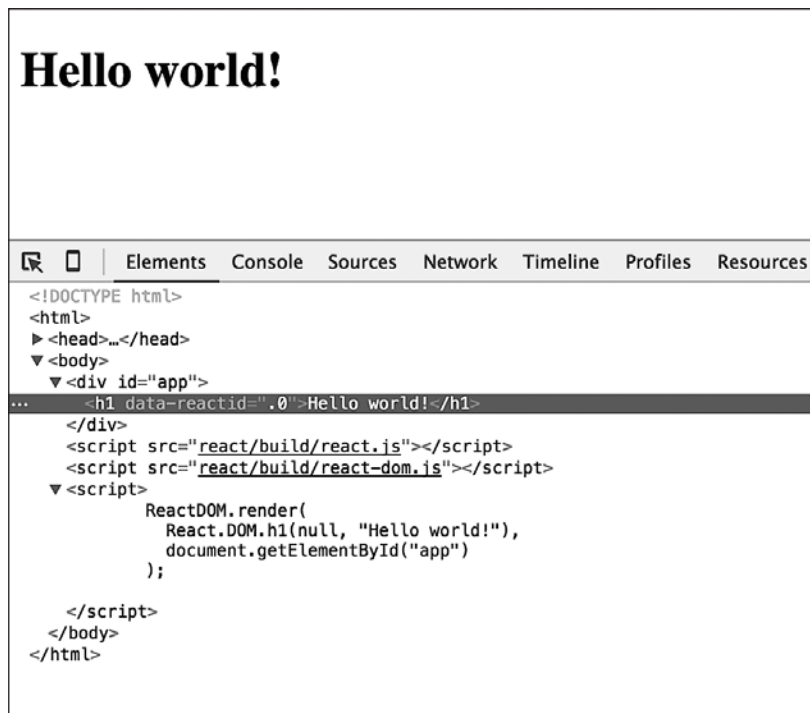 Hello world!
Elements Console Sources Network Timeline Profiles Resources
<!DOCTYPE html>
<html>
<head>…</head>
<body>
<div id="app">
... <h1 data-reactid=".0">Hello world!</h1>
</div>
<script src="react/build/react.js"></script>
<script src="react/build/react-dom.js"></script>
<script>
ReactDOM.render(
React.DOM.h1(null, "Hello world!"),
document.getElementById("app")
);
</script>
</body>
</html>